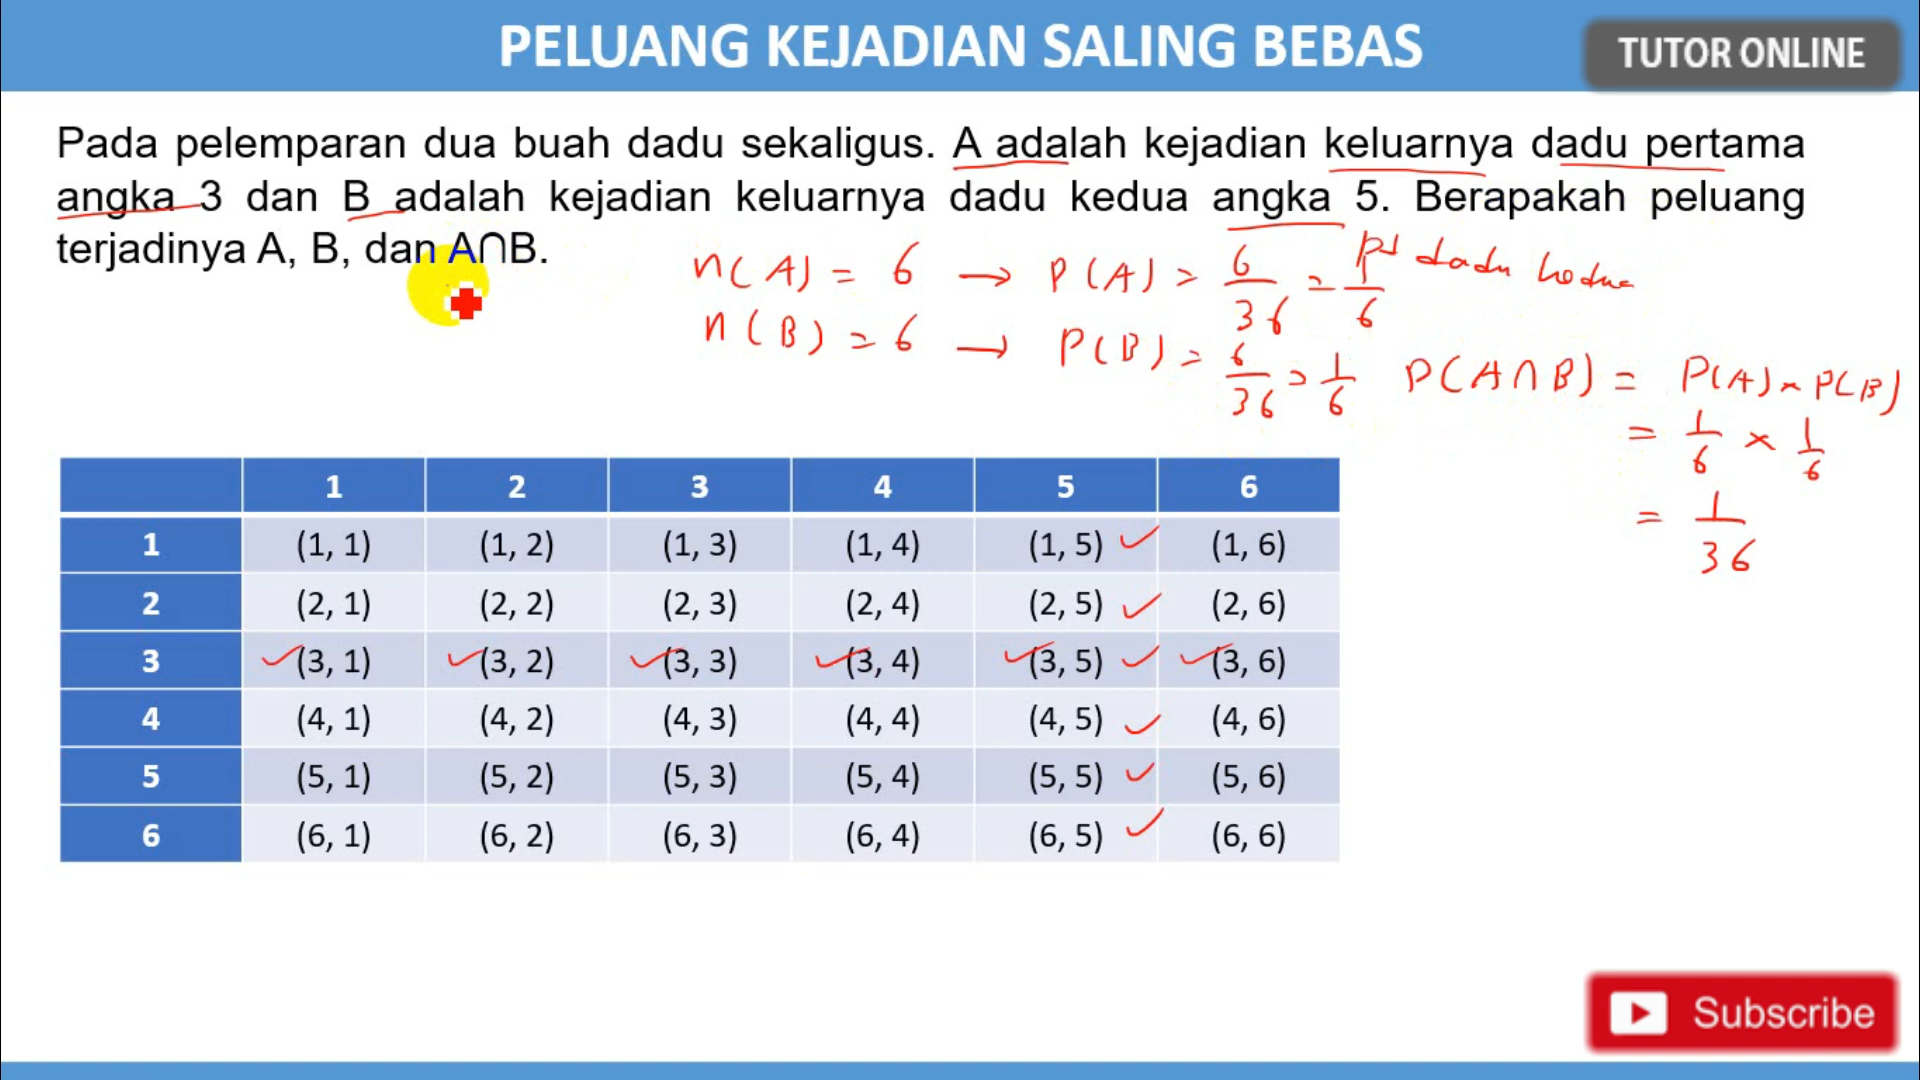 PELUANG KEJADIAN SALING BEBAS
TUTOR ONLINE
Pada pelemparan dua buah dadu sekaligus. A adalah kejadian keluarnya dadu pertama
angka 3 dan B adalah kejadian keluarnya dadu kedua angka 5. Berapakah peluang
terjadinya A, B, dan A∩B.
pd dadu kedua
n(A) = 6 → P(A) = 6/36 = 1/6
n(B) = 6 → P(B) = 6/36 = 1/6
P(A∩B) = P(A) × P(B)
= 1/6 × 1/6
= 1/36
1 2 3 4 5 6
1 (1, 1) (1, 2) (1, 3) (1, 4) (1, 5) ✓ (1, 6)
2 (2, 1) (2, 2) (2, 3) (2, 4) (2, 5) ✓ (2, 6)
3 ✓(3, 1) ✓(3, 2) ✓(3, 3) ✓(3, 4) ✓(3, 5) ✓ ✓(3, 6)
4 (4, 1) (4, 2) (4, 3) (4, 4) (4, 5) ✓ (4, 6)
5 (5, 1) (5, 2) (5, 3) (5, 4) (5, 5) ✓ (5, 6)
6 (6, 1) (6, 2) (6, 3) (6, 4) (6, 5) ✓ (6, 6)
Subscribe